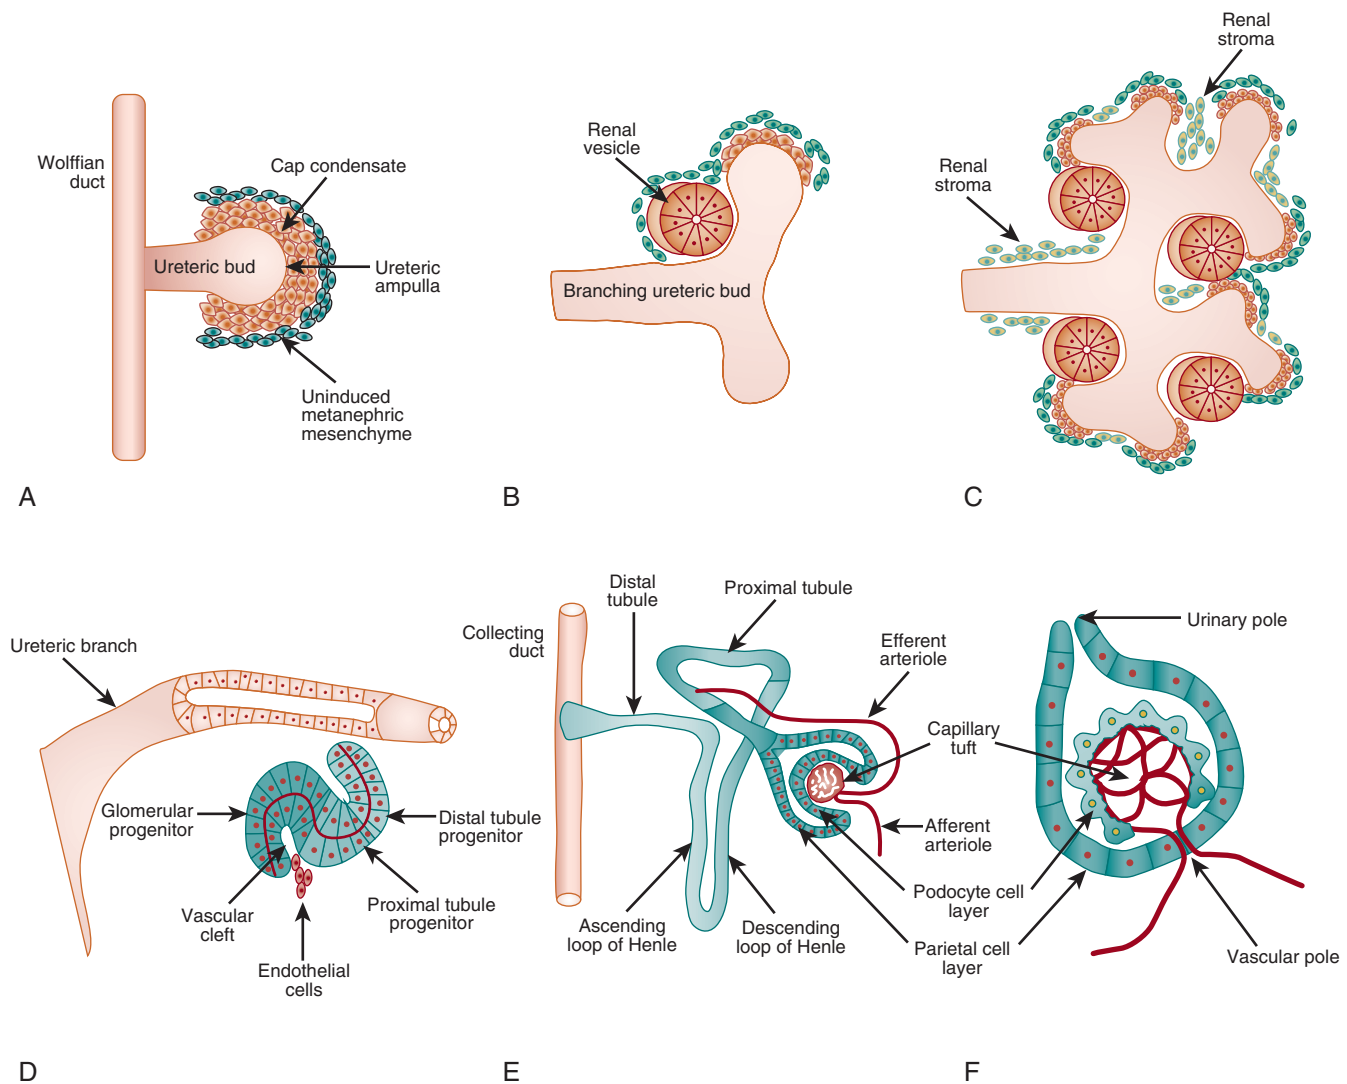 Wolffian
duct
Cap condensate
Ureteric bud
Ureteric
ampulla
Uninduced
metanephric
mesenchyme
A
Renal
vesicle
Branching ureteric bud
B
Renal
stroma
Renal
stroma
C
Ureteric branch
Glomerular
progenitor
Distal tubule
progenitor
Vascular
cleft
Proximal tubule
progenitor
Endothelial
cells
D
Distal
tubule
Proximal tubule
Collecting
duct
Efferent
arteriole
Capillary
tuft
Afferent
arteriole
Podocyte cell
layer
Ascending
loop of Henle
Descending
loop of Henle
Parietal cell
layer
E
Urinary pole
Vascular pole
F